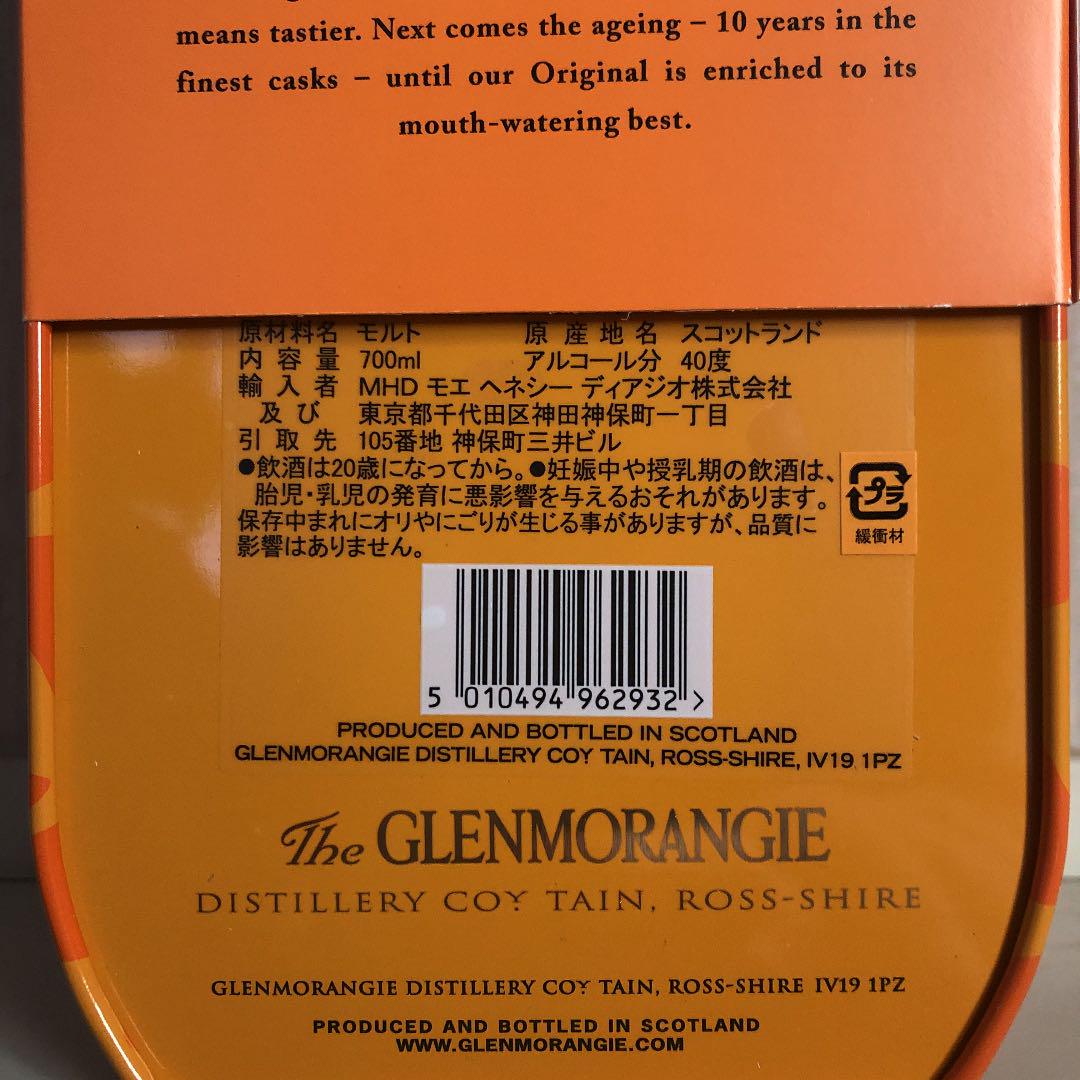 means tastier. Next comes the ageing – 10 years in the
finest casks – until our Original is enriched to its
mouth-watering best.
原材料名 モルト 原産地名 スコットランド
内容量 700ml アルコール分 40度
輸入者 MHD モエ ヘネシー ディアジオ株式会社
及び 東京都千代田区神田神保町一丁目
引取先 105番地 神保町三井ビル
●飲酒は20歳になってから。●妊娠中や授乳期の飲酒は、
胎児・乳児の発育に悪影響を与えるおそれがあります。
保存中まれにオリやにごりが生じる事がありますが、品質に
影響はありません。
プラ
緩衝材
5 010494 962932 >
PRODUCED AND BOTTLED IN SCOTLAND
GLENMORANGIE DISTILLERY COY TAIN, ROSS-SHIRE, IV19 1PZ
The GLENMORANGIE
DISTILLERY COY TAIN, ROSS-SHIRE
GLENMORANGIE DISTILLERY COY TAIN, ROSS-SHIRE IV19 1PZ
PRODUCED AND BOTTLED IN SCOTLAND
WWW.GLENMORANGIE.COM